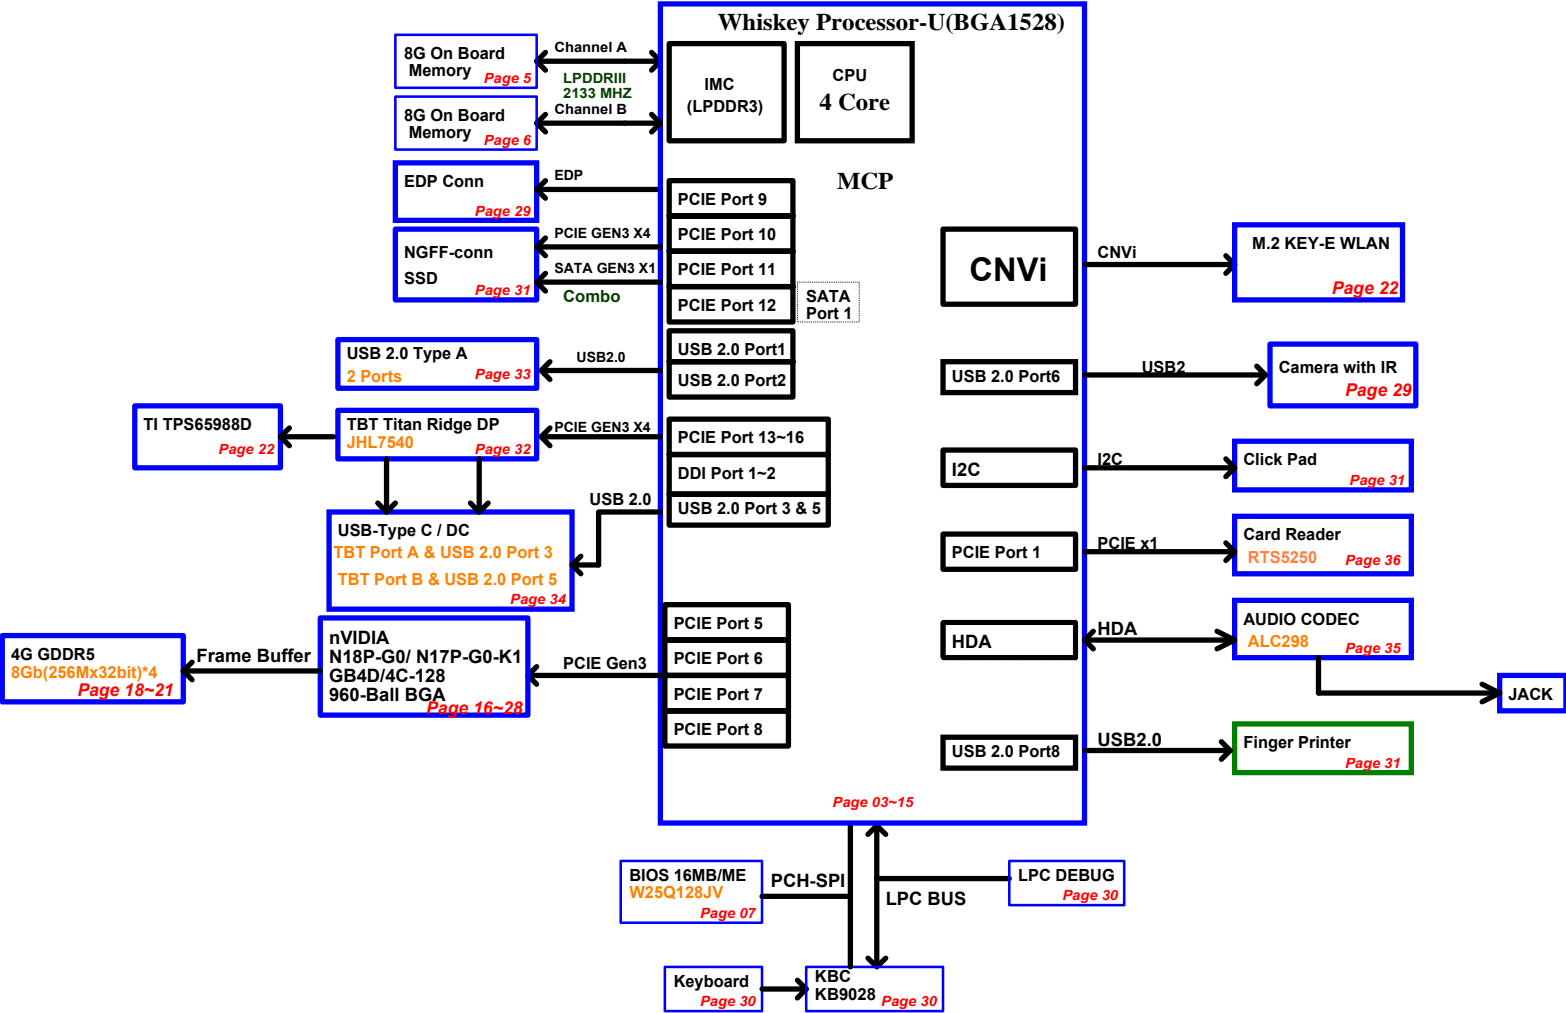 Whiskey Processor-U(BGA1528)
8G On Board
Memory
Page 5
Channel A
LPDDRIII
2133 MHZ
Channel B
8G On Board
Memory
Page 6
IMC
(LPDDR3)
CPU
4 Core
MCP
EDP Conn
Page 29
EDP
NGFF-conn
SSD
Page 31
PCIE GEN3 X4
SATA GEN3 X1
Combo
PCIE Port 9
PCIE Port 10
PCIE Port 11
PCIE Port 12
SATA
Port 1
USB 2.0 Type A
2 Ports
Page 33
USB2.0
USB 2.0 Port1
USB 2.0 Port2
TI TPS65988D
Page 22
TBT Titan Ridge DP
JHL7540
Page 32
PCIE GEN3 X4
PCIE Port 13~16
DDI Port 1~2
USB 2.0 Port 3 & 5
USB 2.0
USB-Type C / DC
TBT Port A & USB 2.0 Port 3
TBT Port B & USB 2.0 Port 5
Page 34
4G GDDR5
8Gb(256Mx32bit)*4
Page 18~21
Frame Buffer
nVIDIA
N18P-G0/ N17P-G0-K1
GB4D/4C-128
960-Ball BGA
Page 16~28
PCIE Gen3
PCIE Port 5
PCIE Port 6
PCIE Port 7
PCIE Port 8
CNVi
CNVi
M.2 KEY-E WLAN
Page 22
USB 2.0 Port6
USB2
Camera with IR
Page 29
I2C
I2C
Click Pad
Page 31
PCIE Port 1
PCIE x1
Card Reader
RTS5250
Page 36
HDA
HDA
AUDIO CODEC
ALC298
Page 35
JACK
USB 2.0 Port8
USB2.0
Finger Printer
Page 31
Page 03~15
BIOS 16MB/ME
W25Q128JV
Page 07
PCH-SPI
LPC BUS
LPC DEBUG
Page 30
Keyboard
Page 30
KBC
KB9028
Page 30